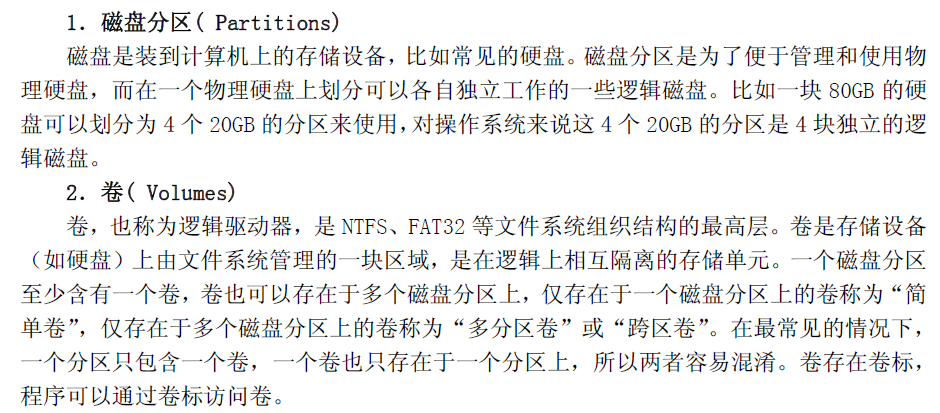 1．磁盘分区( Partitions)
磁盘是装到计算机上的存储设备，比如常见的硬盘。磁盘分区是为了便于管理和使用物
理硬盘，而在一个物理硬盘上划分可以各自独立工作的一些逻辑磁盘。比如一块 80GB 的硬
盘可以划分为 4 个 20GB 的分区来使用，对操作系统来说这 4 个 20GB 的分区是 4 块独立的逻
辑磁盘。
2．卷( Volumes)
卷，也称为逻辑驱动器，是 NTFS、FAT32 等文件系统组织结构的最高层。卷是存储设备
（如硬盘）上由文件系统管理的一块区域，是在逻辑上相互隔离的存储单元。一个磁盘分区
至少含有一个卷，卷也可以存在于多个磁盘分区上，仅存在于一个磁盘分区上的卷称为“简
单卷”，仅存在于多个磁盘分区上的卷称为“多分区卷”或“跨区卷”。在最常见的情况下，
一个分区只包含一个卷，一个卷也只存在于一个分区上，所以两者容易混淆。卷存在卷标，
程序可以通过卷标访问卷。